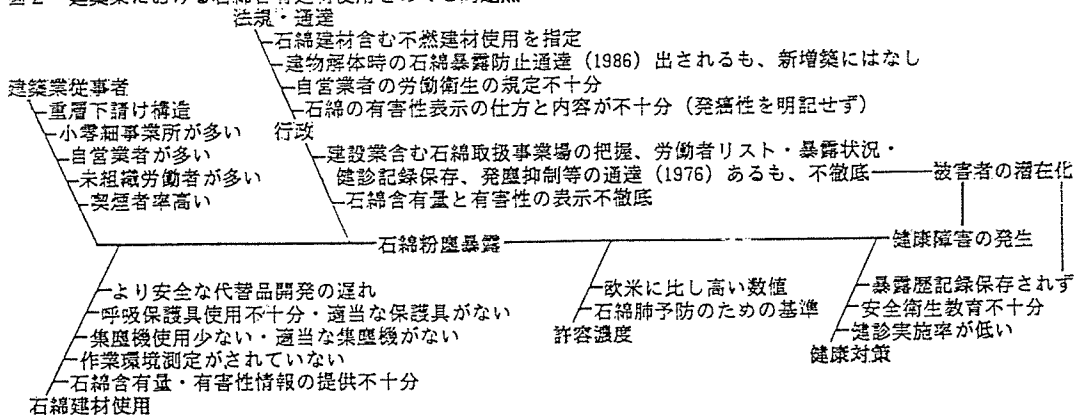 法規・通達
石綿建材含む不燃建材使用を指定
建物解体時の石綿暴露防止通達（1986）出されるも、新増築にはなし
自営業者の労働衛生の規定不十分
石綿の有害性表示の仕方と内容が不十分（発癌性を明記せず）
建築業従事者
重層下請け構造
小零細事業所が多い
自営業者が多い
未組織労働者が多い
喫煙者率高い
行政
建設業含む石綿取扱事業場の把握、労働者リスト・暴露状況・
健診記録保存、発塵抑制等の通達（1976）あるも、不徹底
石綿含有量と有害性の表示不徹底
被害者の潜在化
石綿粉塵暴露
健康障害の発生
より安全な代替品開発の遅れ
呼吸保護具使用不十分・適当な保護具がない
集塵機使用少ない・適当な集塵機がない
作業環境測定がされていない
石綿含有量・有害性情報の提供不十分
石綿建材使用
欧米に比し高い数値
石綿肺予防のための基準
許容濃度
暴露歴記録保存されず
安全衛生教育不十分
健診実施率が低い
健康対策